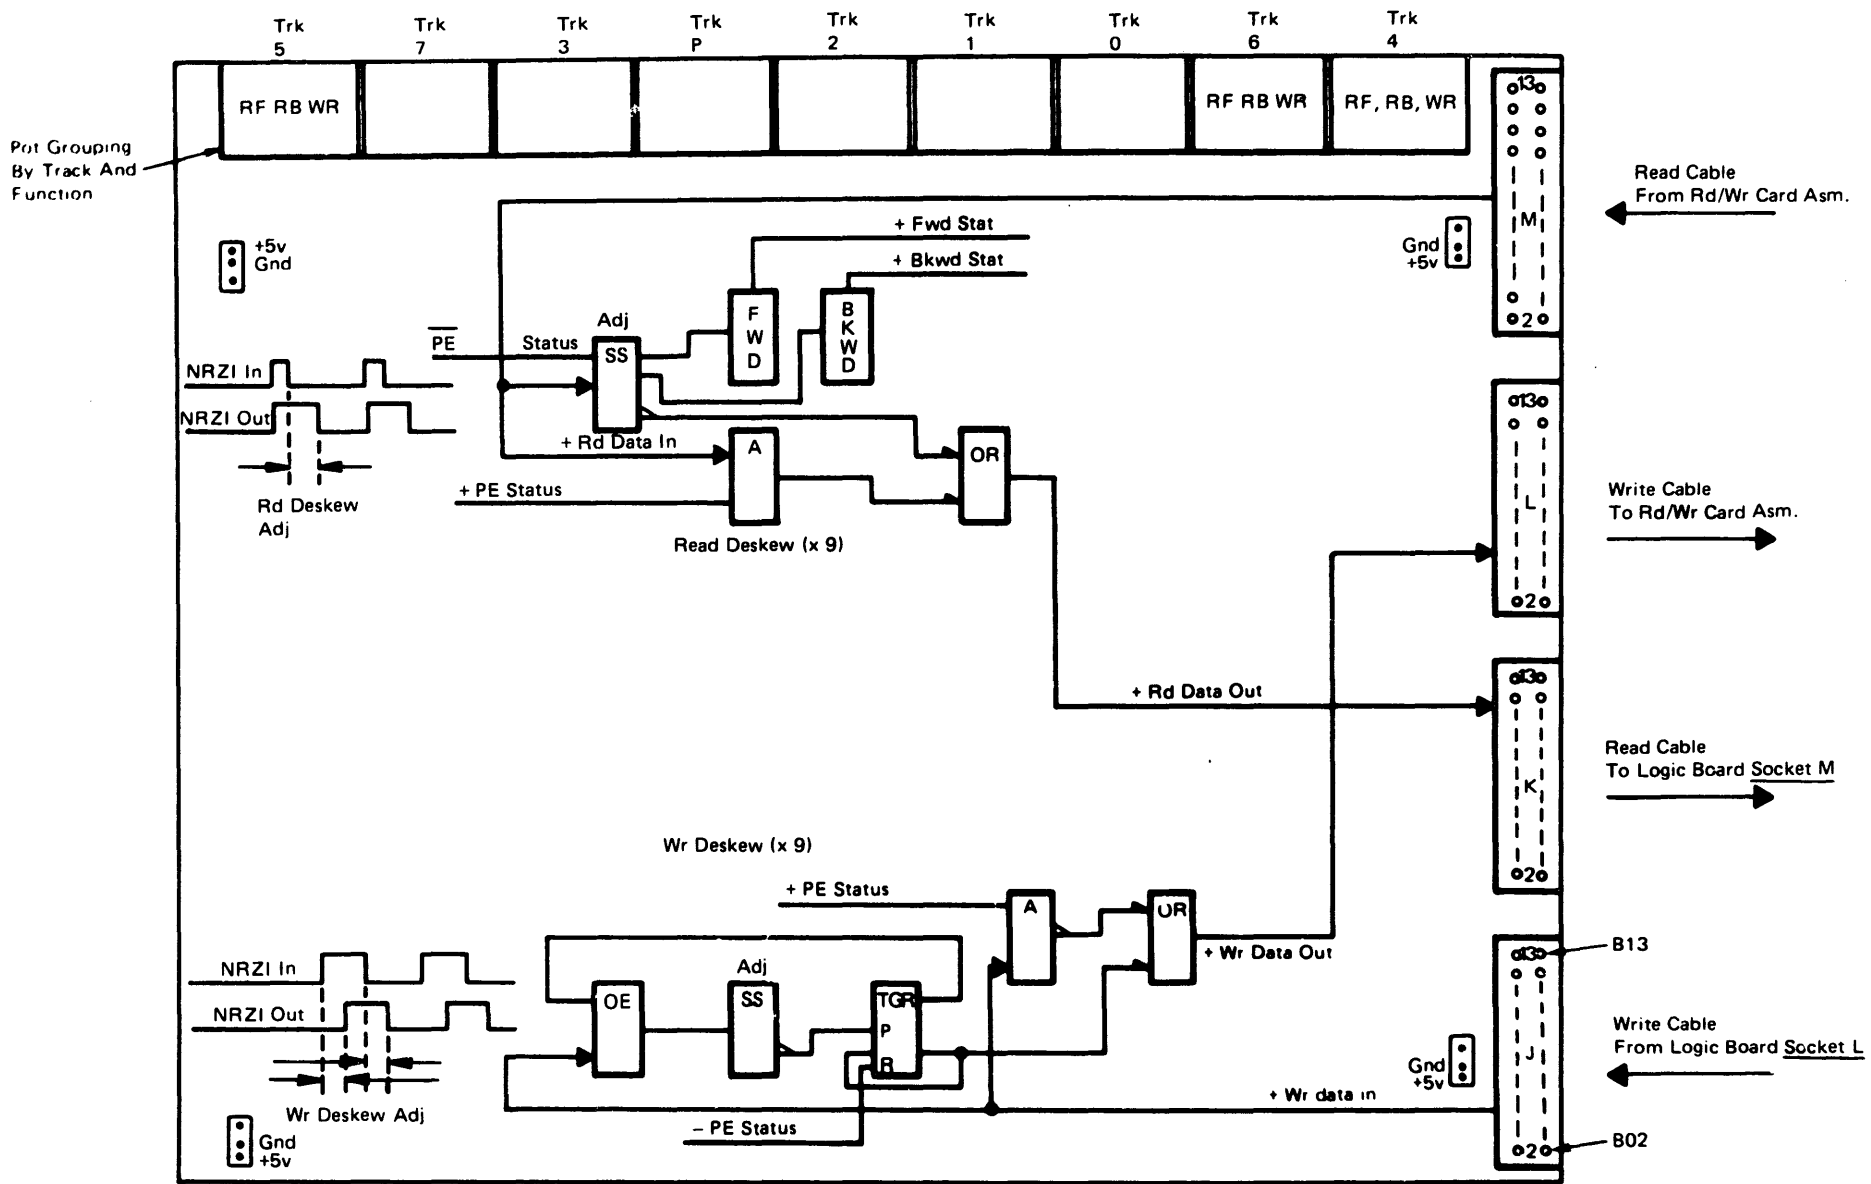 Trk 5
Trk 7
Trk 3
Trk P
Trk 2
Trk 1
Trk 0
Trk 6
Trk 4
RF RB WR
RF RB WR
RF, RB, WR
Pot Grouping
By Track And
Function
13
M
2
Read Cable
From Rd/Wr Card Asm.
+5v
Gnd
Gnd
+5v
+ Fwd Stat
+ Bkwd Stat
FWD
BKWD
Adj
SS
PE
Status
NRZI In
NRZI Out
Rd Deskew
Adj
+ Rd Data In
A
OR
+ PE Status
Read Deskew (x 9)
13
L
2
Write Cable
To Rd/Wr Card Asm.
+ Rd Data Out
13
K
2
Read Cable
To Logic Board Socket M
Wr Deskew (x 9)
+ PE Status
A
OR
+ Wr Data Out
NRZI In
NRZI Out
Wr Deskew Adj
OE
Adj
SS
TGR
P
R
13
J
2
B13
B02
Write Cable
From Logic Board Socket L
Gnd
+5v
+ Wr data in
– PE Status
Gnd
+5v